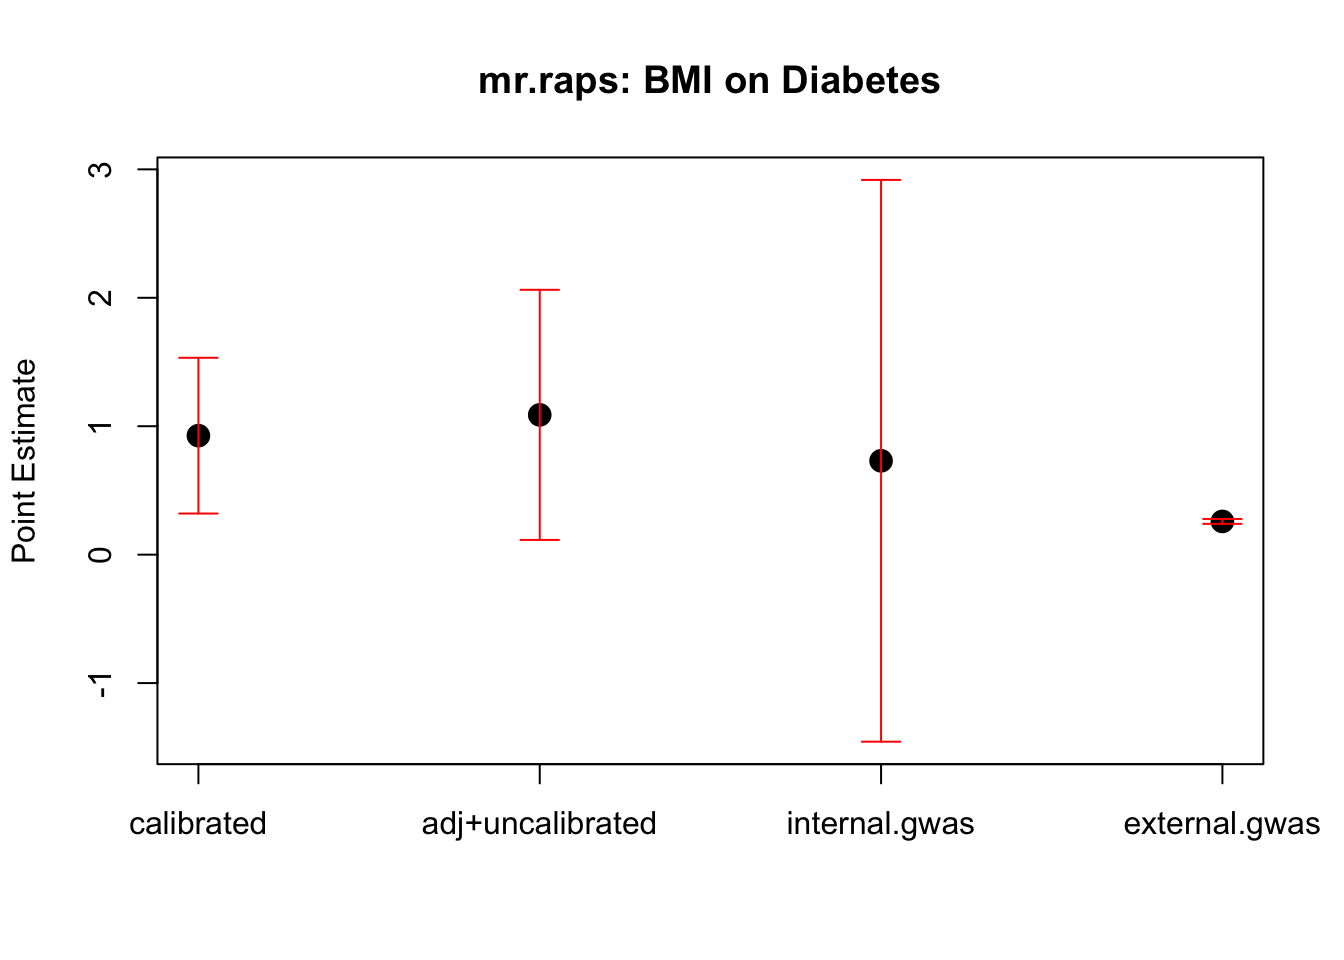 mr.raps: BMI on Diabetes
Point Estimate
3
2
1
0
-1
calibrated
adj+uncalibrated
internal.gwas
external.gwas